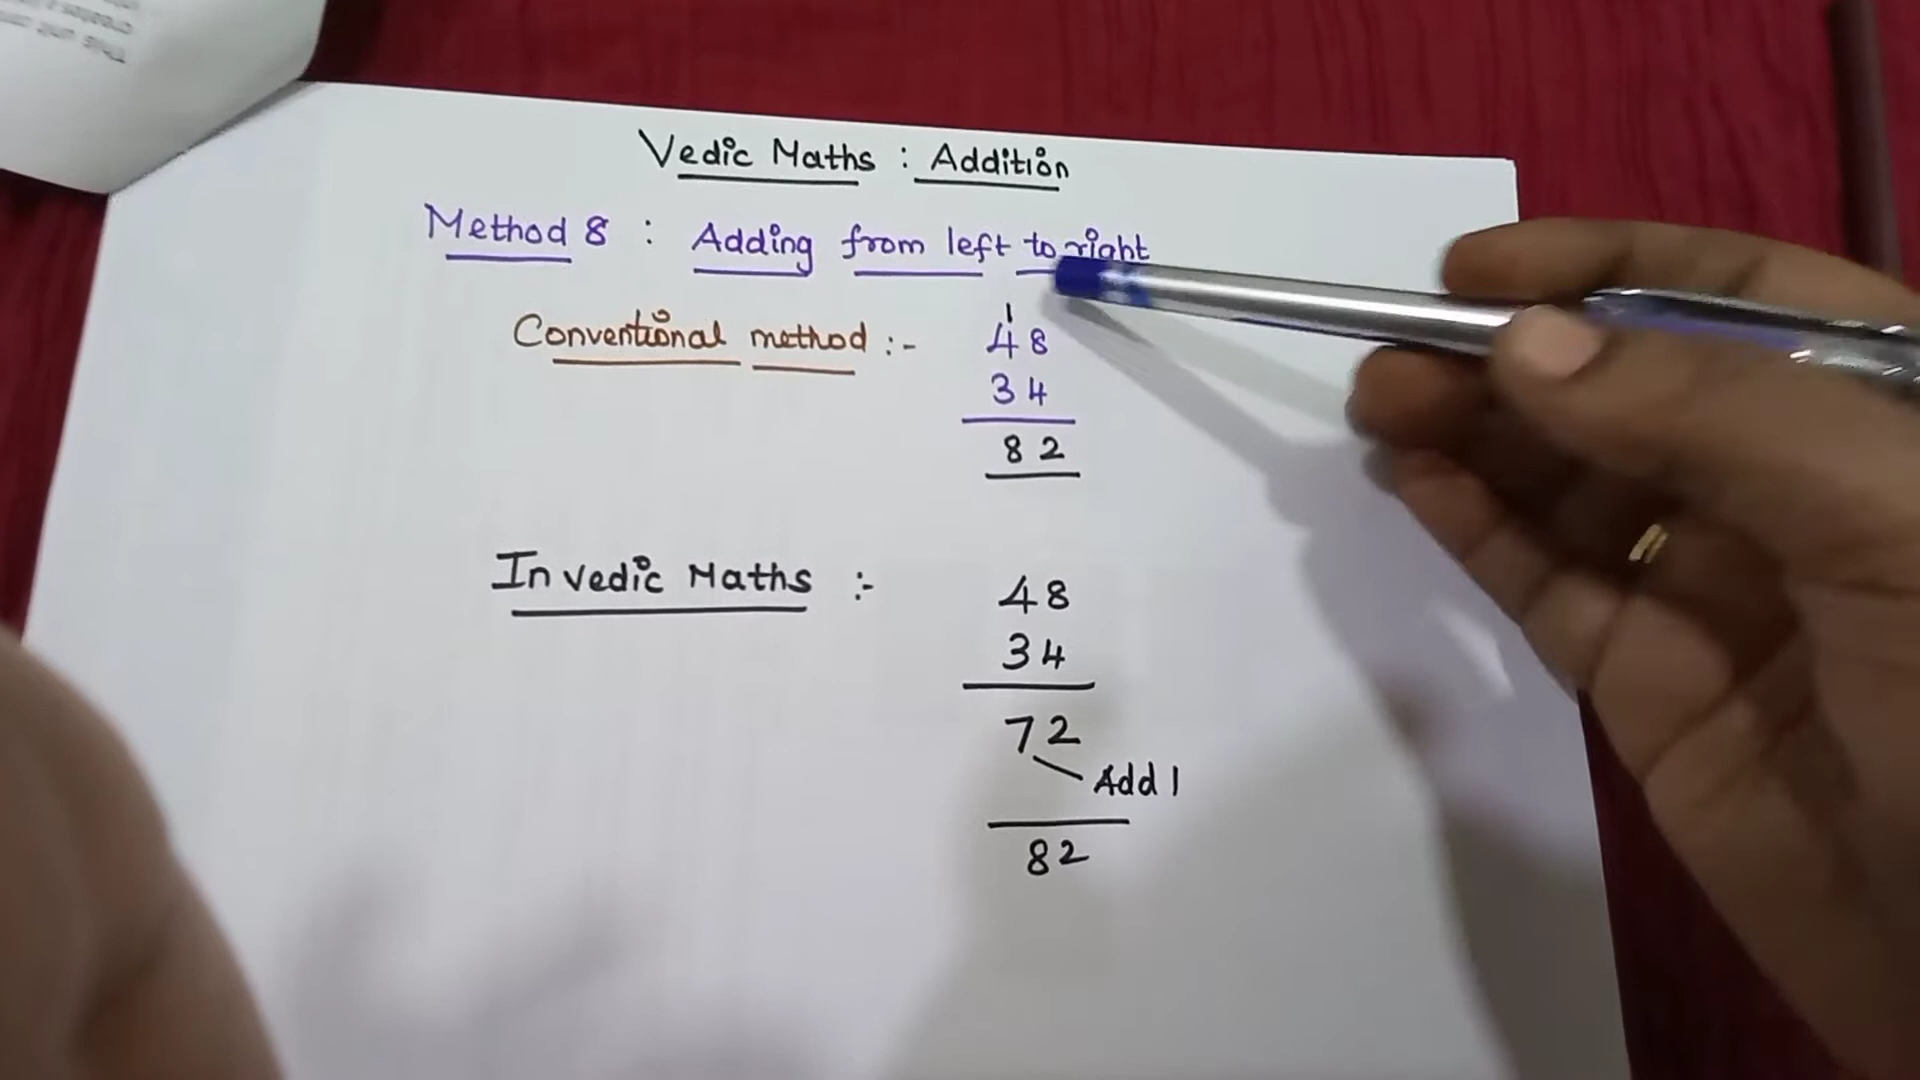 Vedic Maths : Addition
Method 8 : Adding from left to right
Conventional method :-
1
48
34
82
In vedic Maths :-
48
34
72
Add 1
82